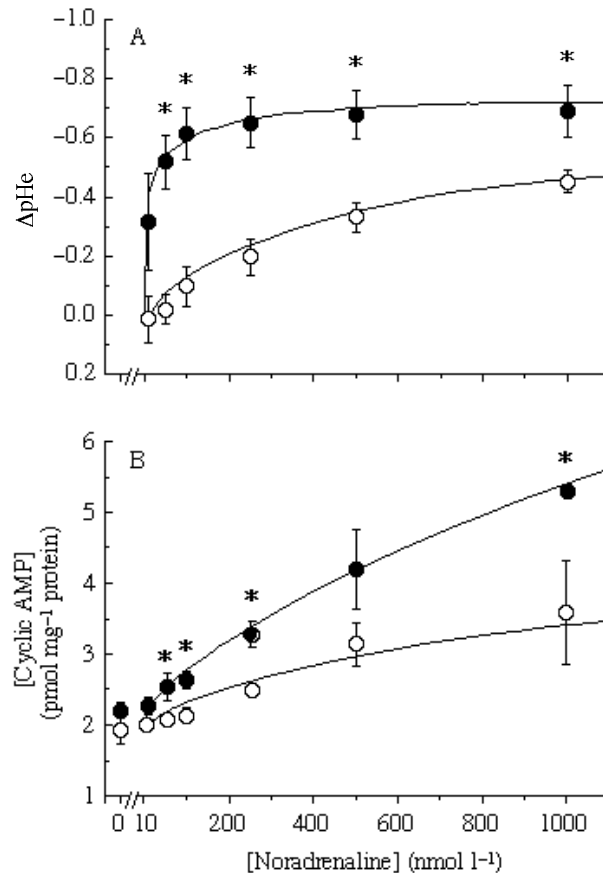 A
−1.0
−0.8
−0.6
−0.4
−0.2
0.0
0.2
ΔpHe
* * * * *
B
6
5
4
3
2
1
[Cyclic AMP]
(pmol mg⁻¹ protein)
* * * *
0 10 200 400 600 800 1000
[Noradrenaline] (nmol l⁻¹)